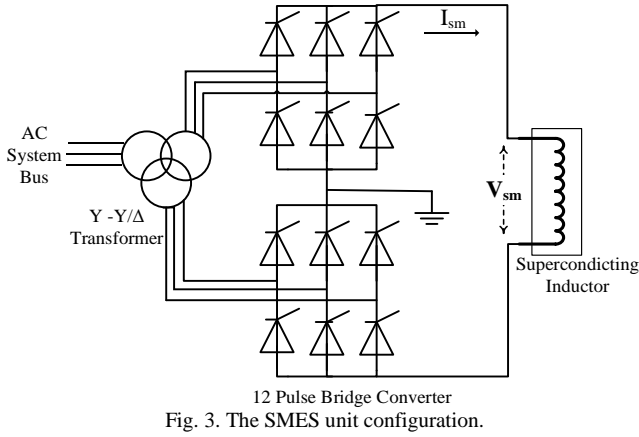 I_sm
AC
System
Bus
V_sm
Y -Y/Δ
Transformer
Supercondicting
Inductor
12 Pulse Bridge Converter
Fig. 3. The SMES unit configuration.